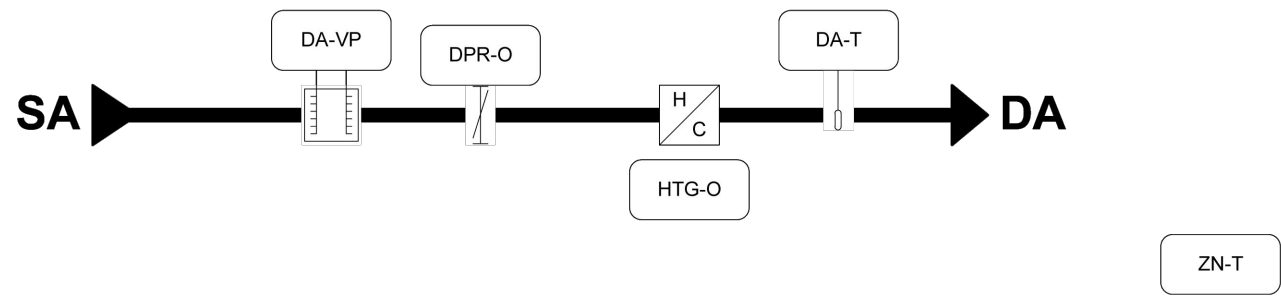 DA-VP
DPR-O
DA-T
SA
H
C
DA
HTG-O
ZN-T